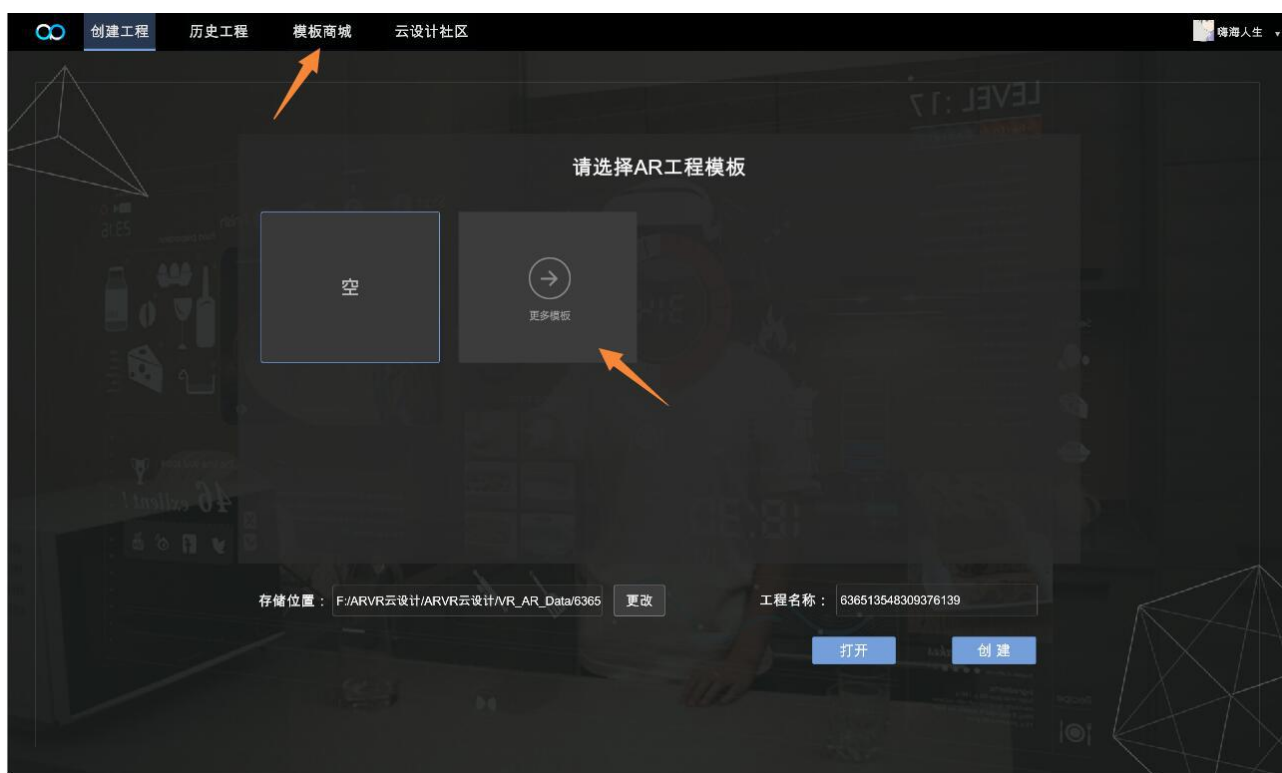 创建工程
历史工程
模板商城
云设计社区
嗨海人生
LEVEL :17
请选择AR工程模板
空
更多模板
46
存储位置：
F:/ARVR云设计/ARVR云设计/VR_AR_Data/6365
更改
工程名称：
636513548309376139
打开
创建